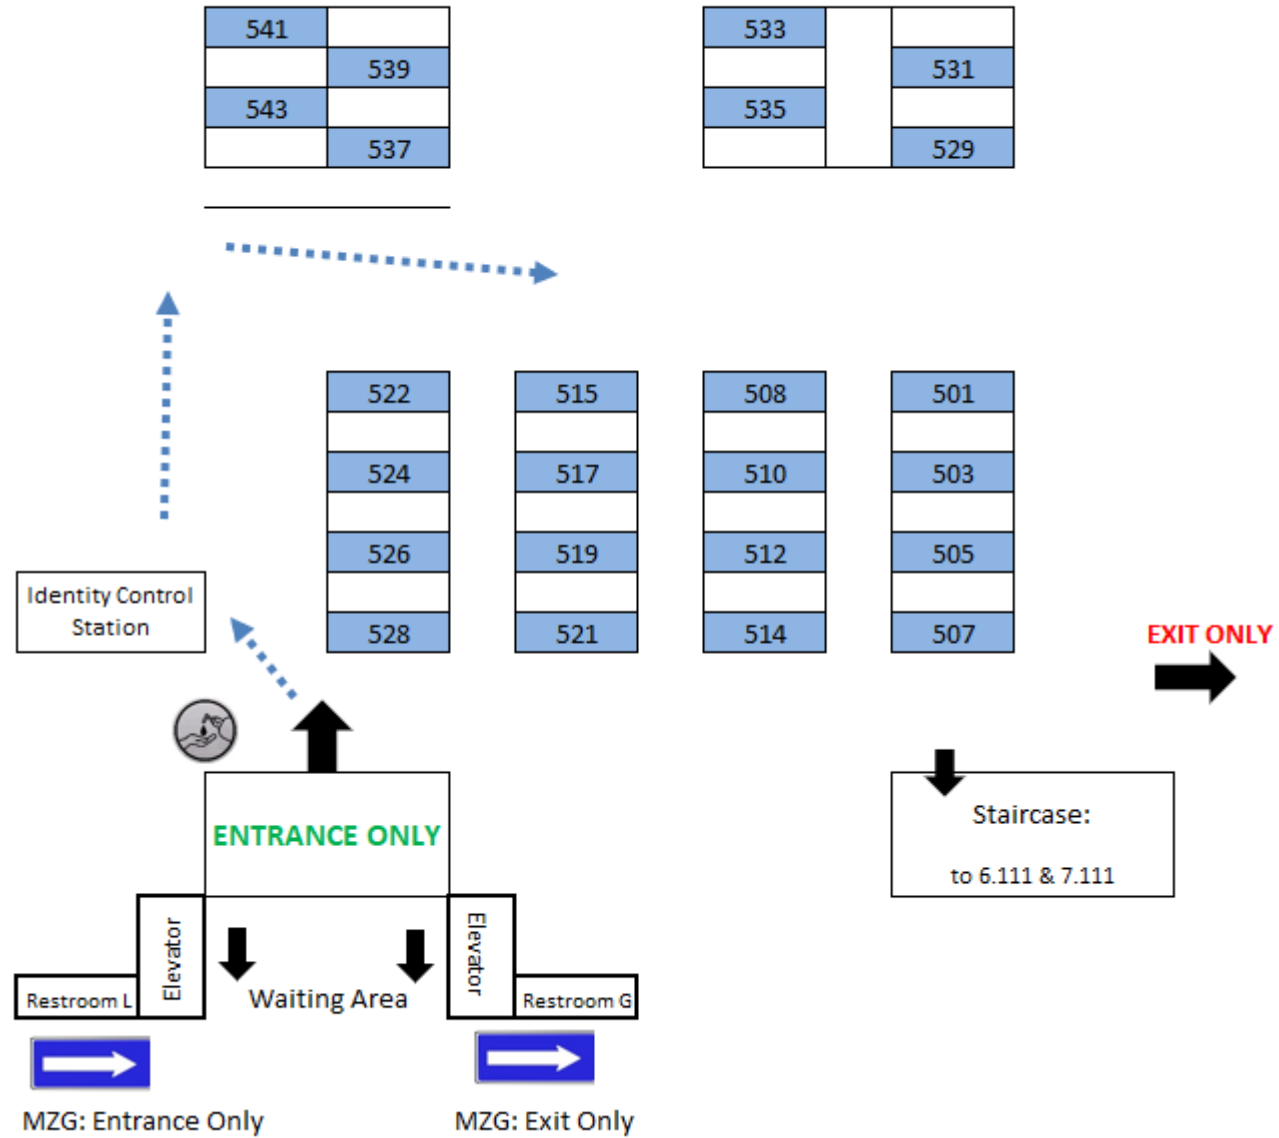 541
533
539
531
543
535
537
529
522 515 508 501
524 517 510 503
526 519 512 505
Identity Control
Station
528 521 514 507
EXIT ONLY
ENTRANCE ONLY
Staircase:
to 6.111 & 7.111
Elevator
Elevator
Restroom L
Waiting Area
Restroom G
MZG: Entrance Only
MZG: Exit Only